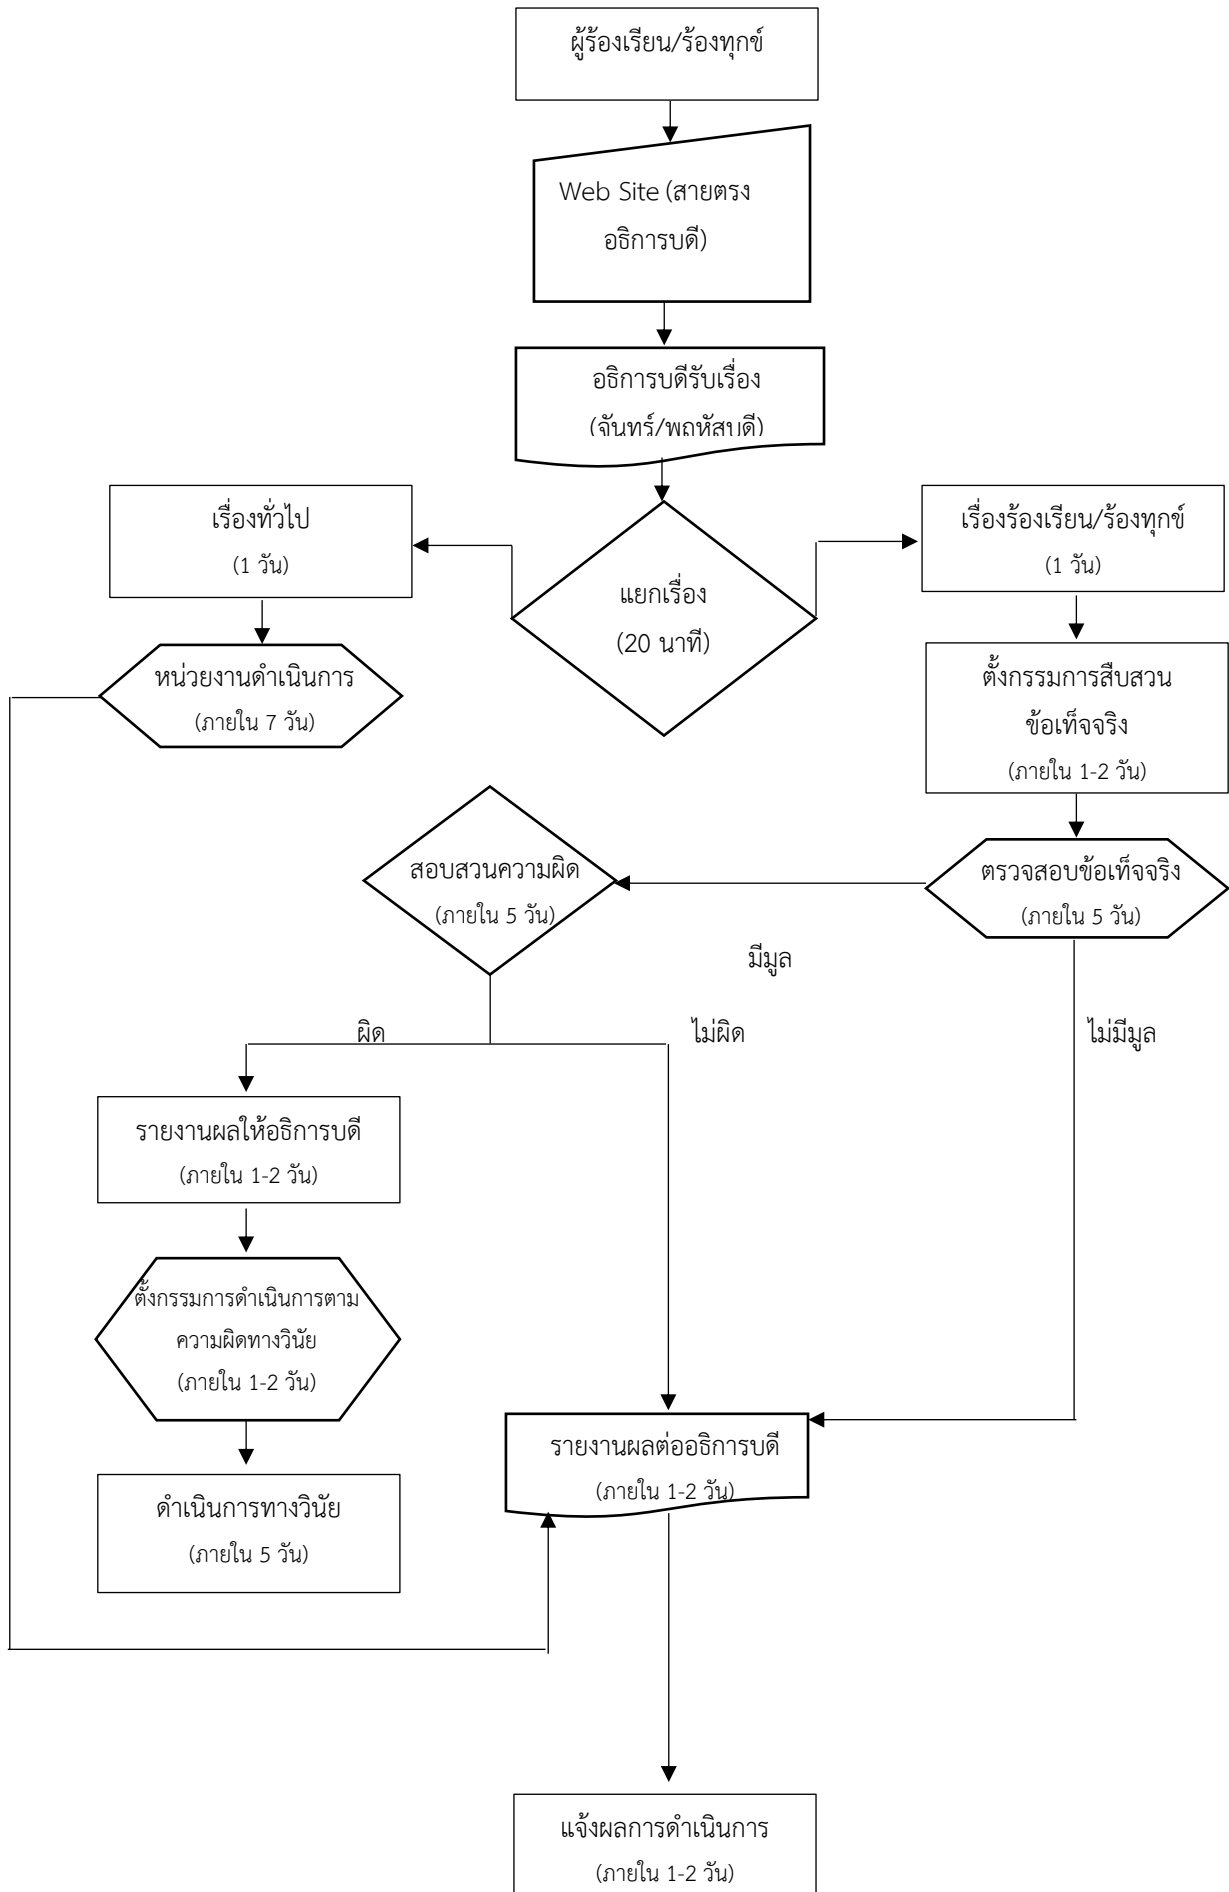 ผู้ร้องเรียน/ร้องทุกข์
Web Site (สายตรง
อธิการบดี)
อธิการบดีรับเรื่อง
(จันทร์/พฤหัสบดี)
เรื่องทั่วไป
(1 วัน)
แยกเรื่อง
(20 นาที)
เรื่องร้องเรียน/ร้องทุกข์
(1 วัน)
หน่วยงานดำเนินการ
(ภายใน 7 วัน)
ตั้งกรรมการสืบสวน
ข้อเท็จจริง
(ภายใน 1-2 วัน)
สอบสวนความผิด
(ภายใน 5 วัน)
ตรวจสอบข้อเท็จจริง
(ภายใน 5 วัน)
มีมูล
ผิด
ไม่ผิด
ไม่มีมูล
รายงานผลให้อธิการบดี
(ภายใน 1-2 วัน)
ตั้งกรรมการดำเนินการตาม
ความผิดทางวินัย
(ภายใน 1-2 วัน)
รายงานผลต่ออธิการบดี
(ภายใน 1-2 วัน)
ดำเนินการทางวินัย
(ภายใน 5 วัน)
แจ้งผลการดำเนินการ
(ภายใน 1-2 วัน)